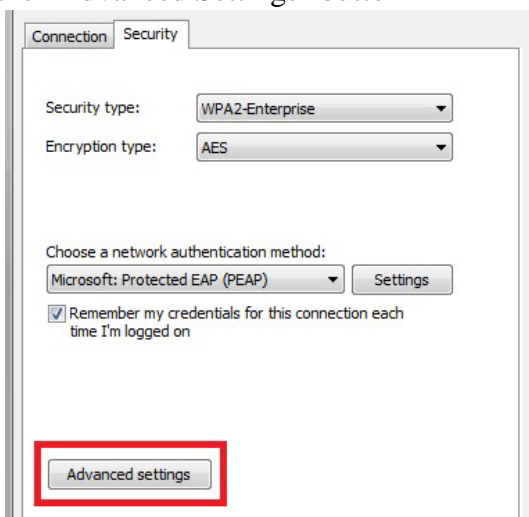 Connection Security
Security type: WPA2-Enterprise
Encryption type: AES
Choose a network authentication method:
Microsoft: Protected EAP (PEAP) Settings
Remember my credentials for this connection each
time I'm logged on
Advanced settings